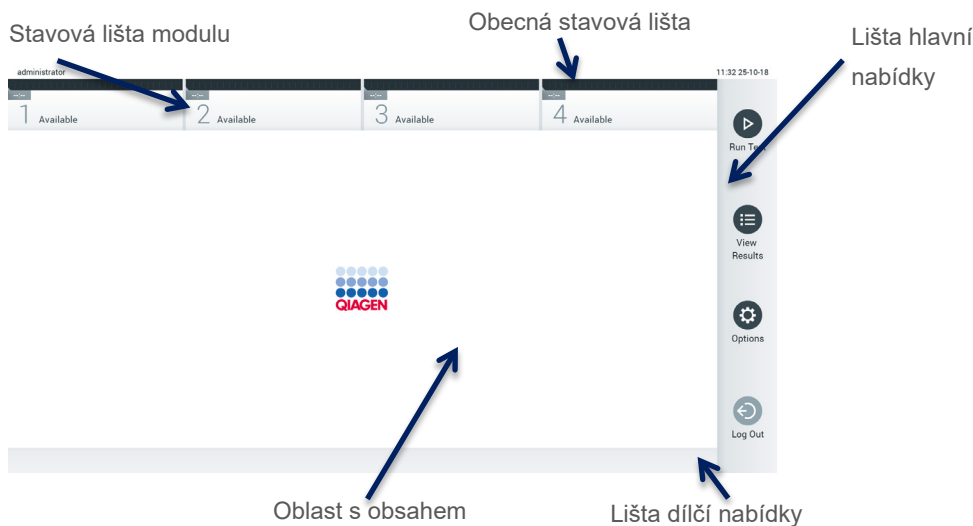 Obecná stavová lišta
Stavová lišta modulu
Lišta hlavní
nabídky
administrator
11:32 25-10-18
--:--
--:--
--:--
--:--
1 Available
2 Available
3 Available
4 Available
Run Test
View
Results
QIAGEN
Options
Log Out
Oblast s obsahem
Lišta dílčí nabídky